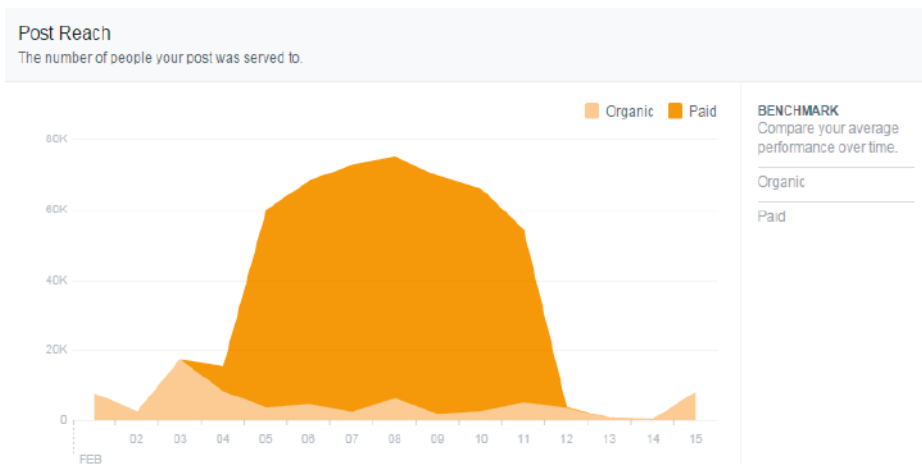 Post Reach
The number of people your post was served to.
Organic Paid
BENCHMARK
Compare your average
performance over time.
Organic
Paid
80K
60K
40K
20K
0
02 03 04 05 06 07 08 09 10 11 12 13 14 15
FEB